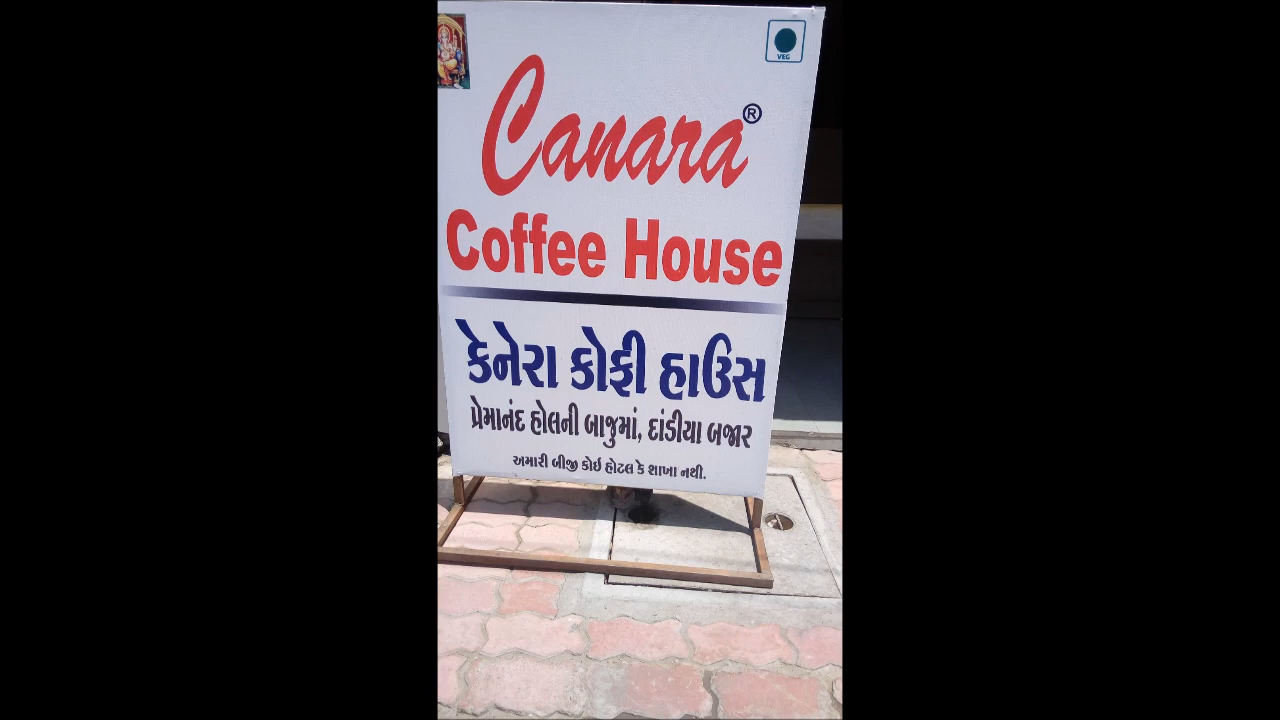 VEG
Canara®
Coffee House
કેનેરા કોફી હાઉસ
પ્રેમાનંદ હોલની બાજુમાં, દાંડીયા બજાર
અમારી બીજી કોઇ હોટલ કે શાખા નથી.